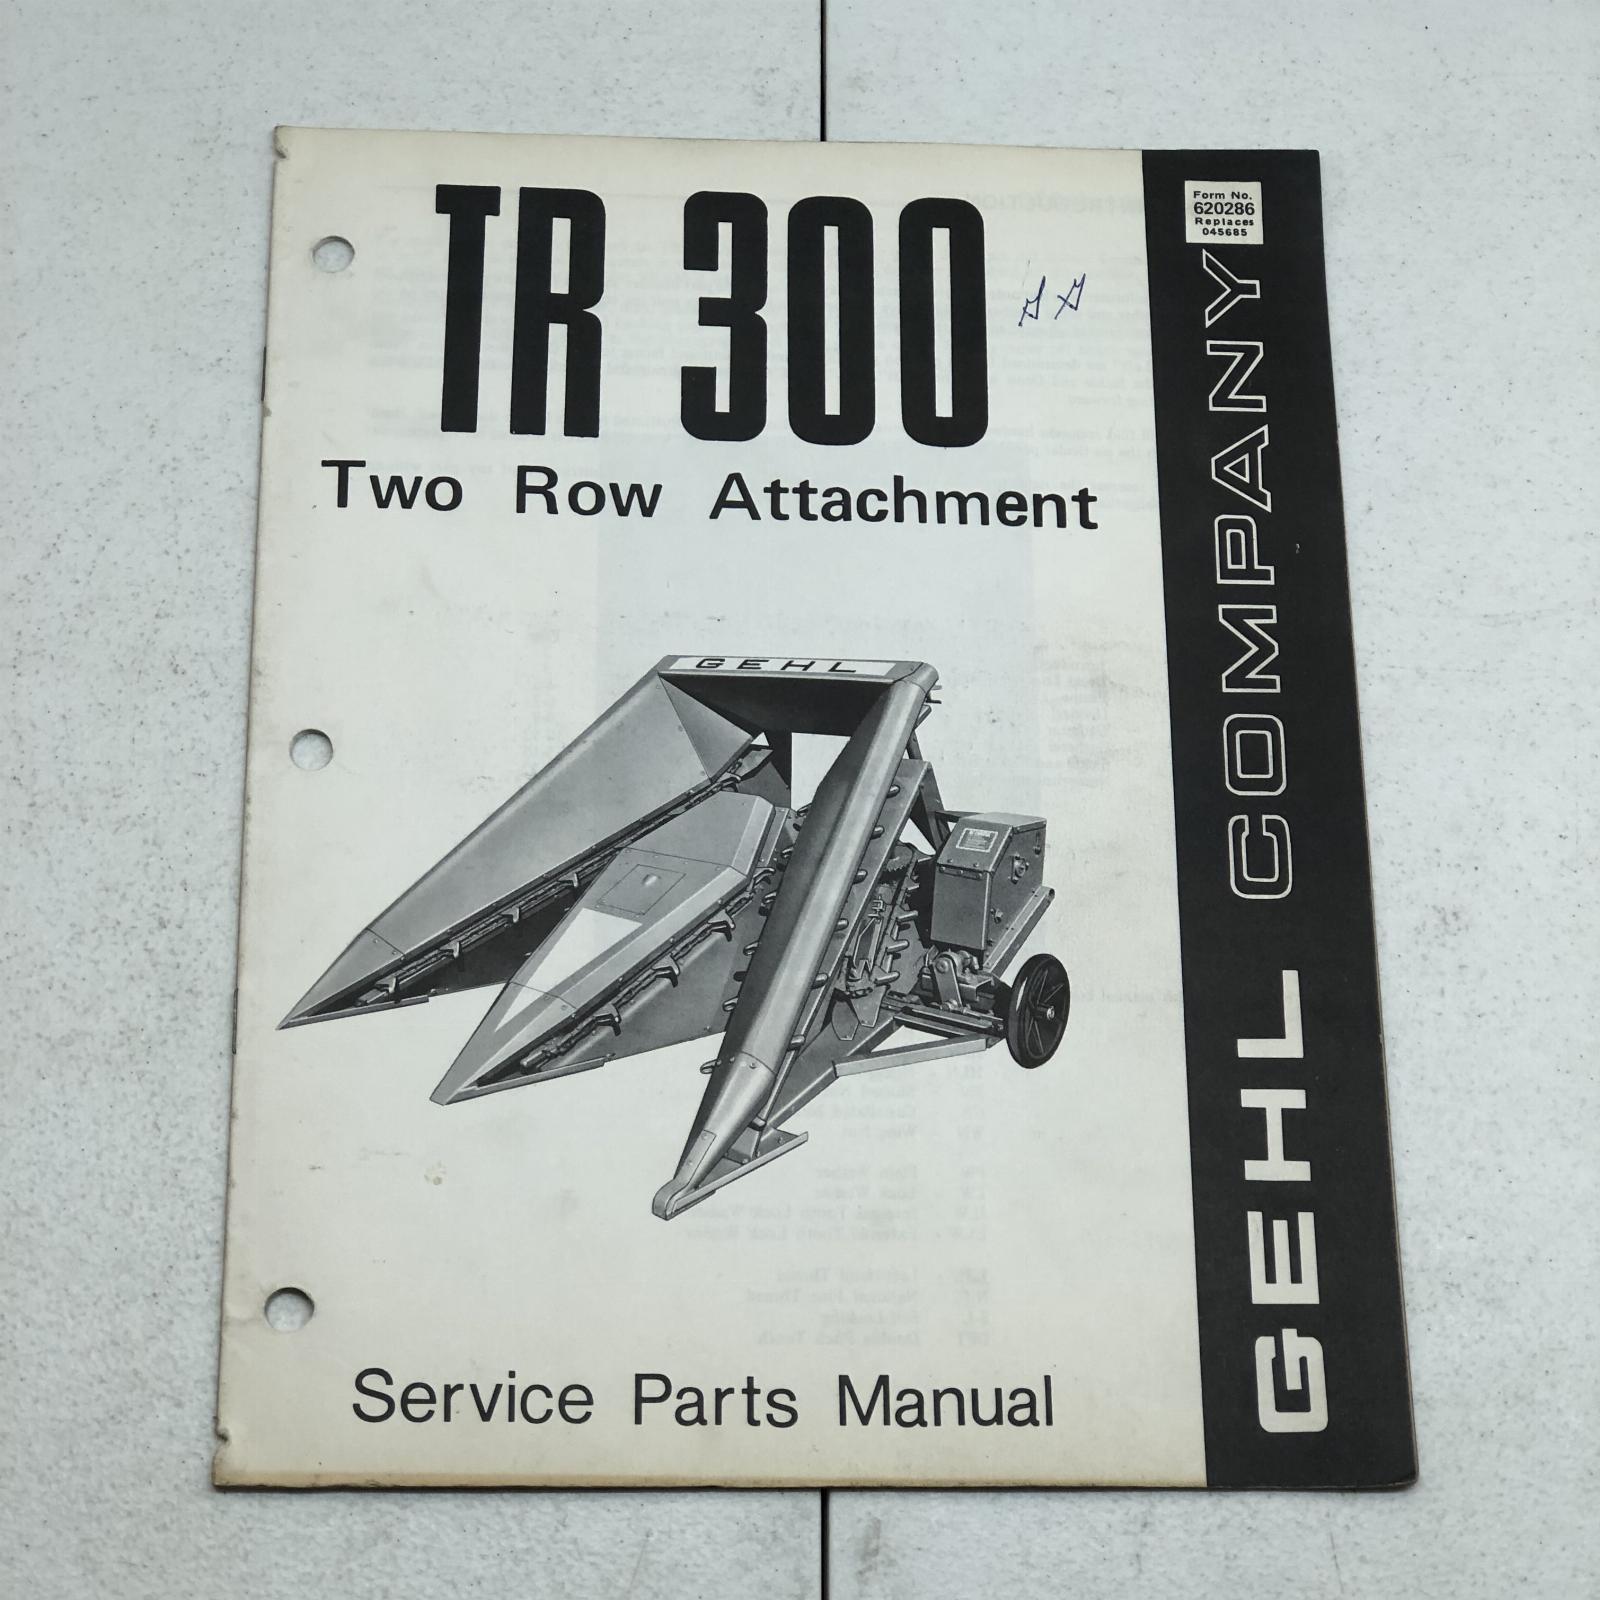 TR 300
Two Row Attachment
GEHL
Service Parts Manual
Form No.
620286
Replaces
045685
GEHL COMPANY